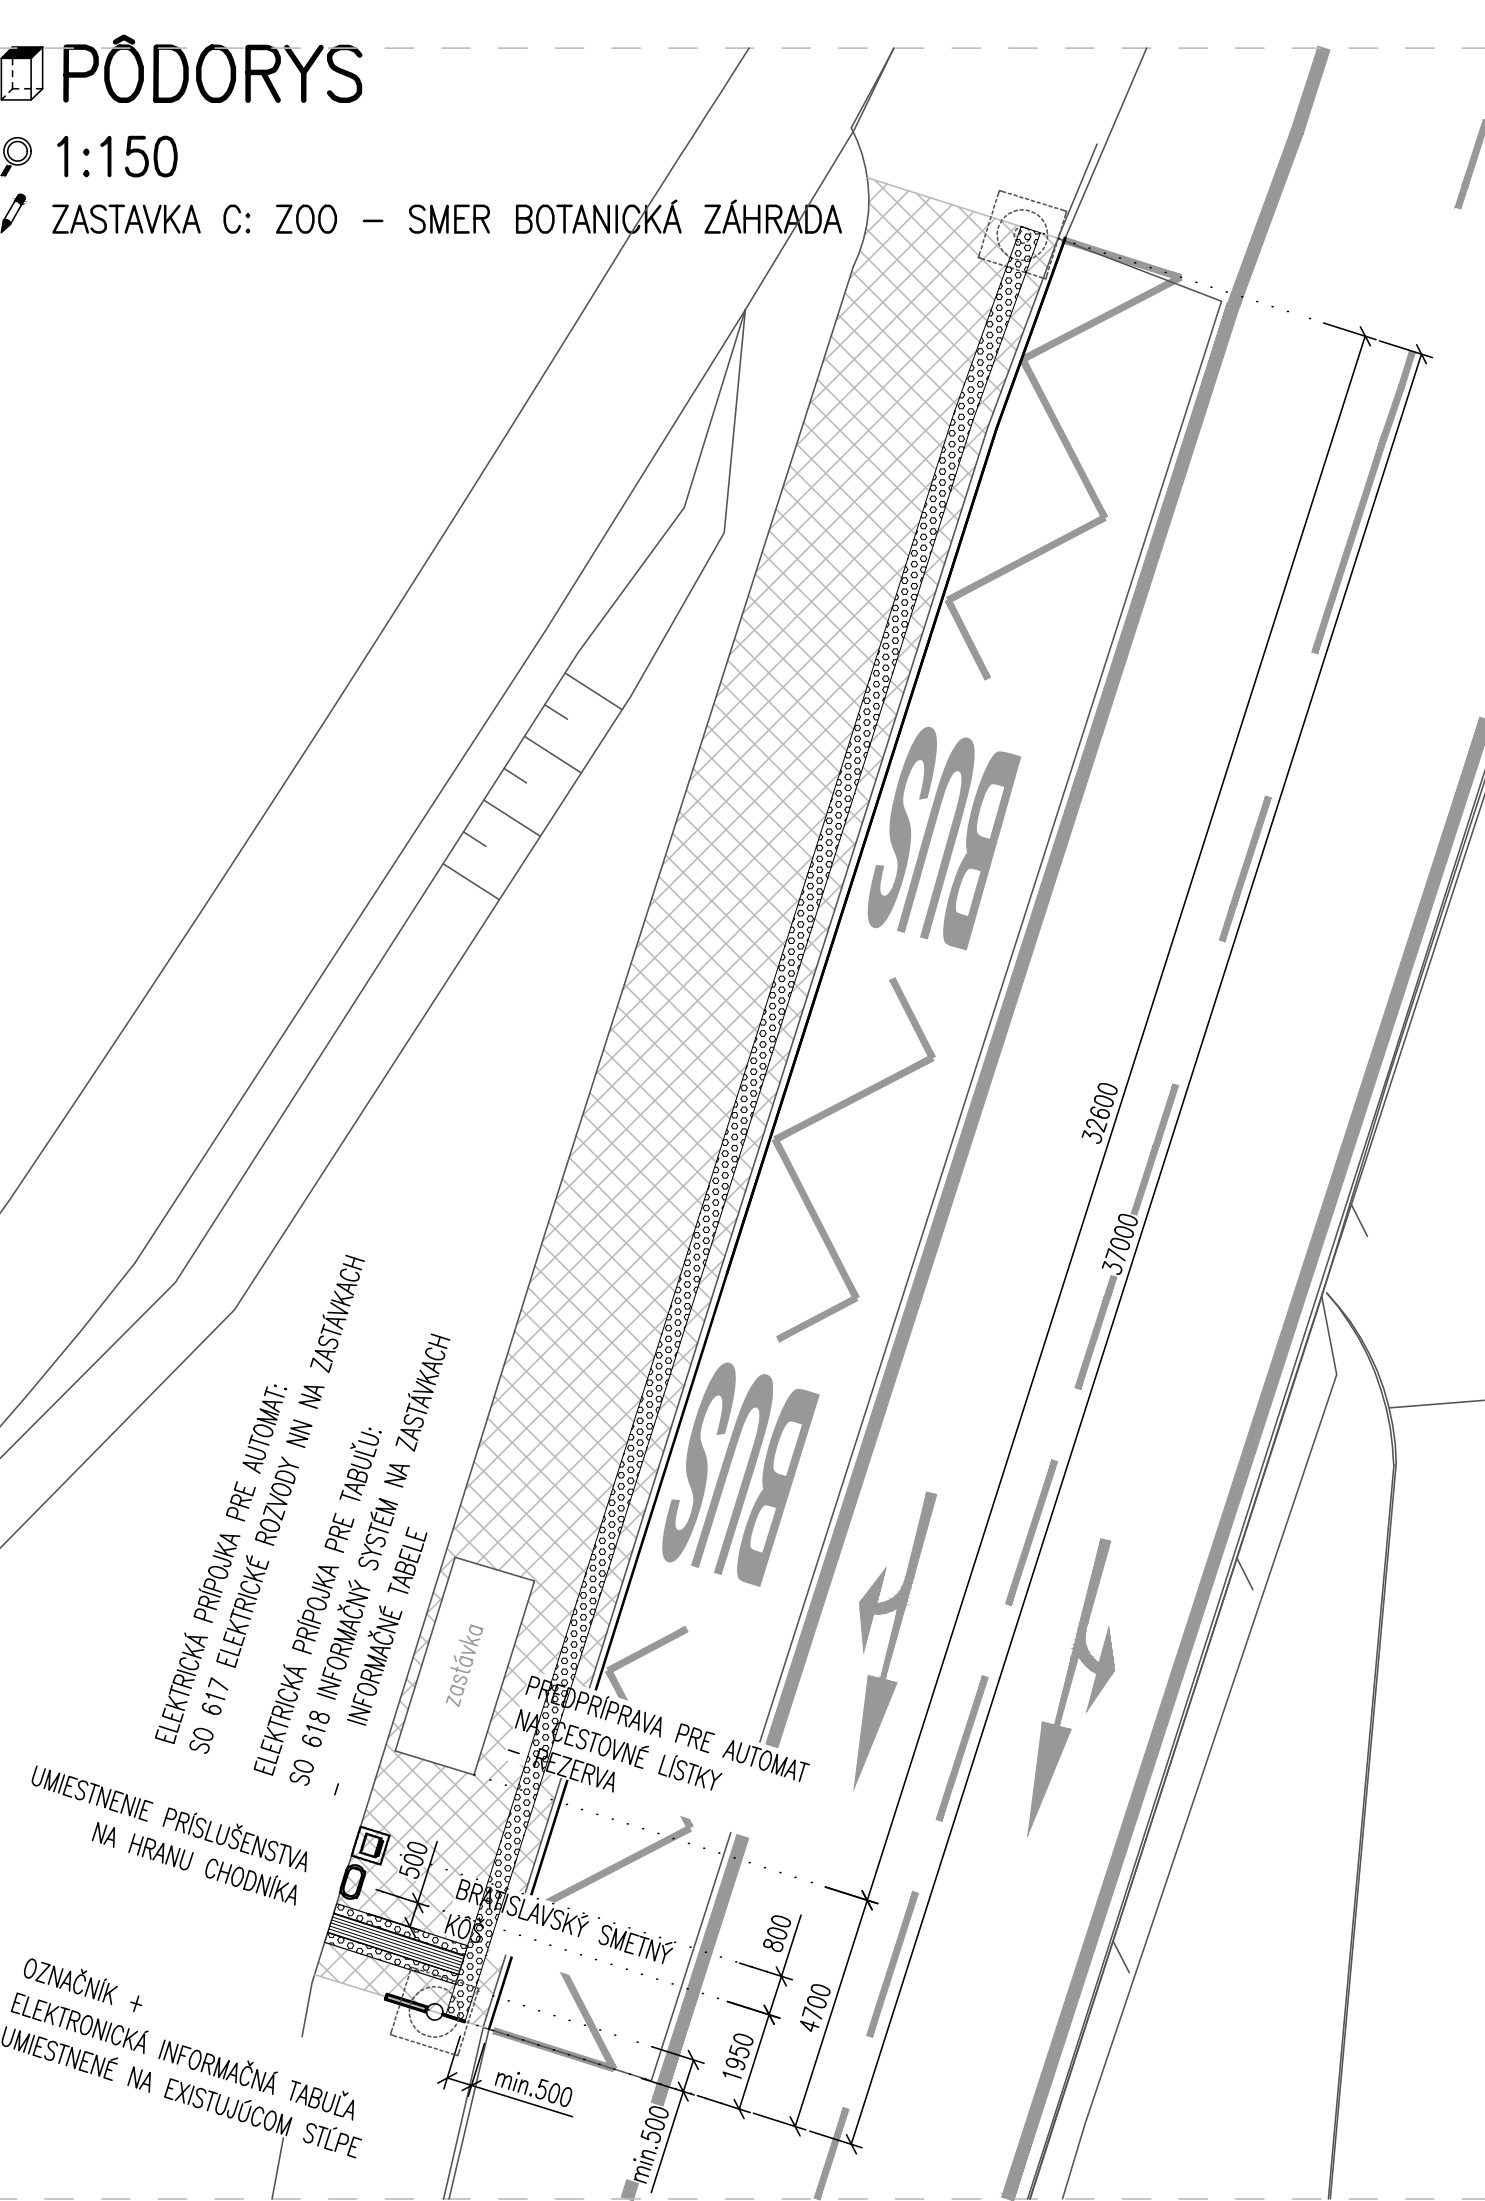 PÔDORYS
1:150
ZASTAVKA C: ZOO – SMER BOTANICKÁ ZÁHRADA
BUS
32600
37000
BUS
ELEKTRICKÁ PRÍPOJKA PRE AUTOMAT:
SO 617 ELEKTRICKÉ ROZVODY NN NA ZASTÁVKACH
ELEKTRICKÁ PRÍPOJKA PRE TABUĽU:
SO 618 INFORMAČNÝ SYSTÉM NA ZASTÁVKACH
– INFORMAČNÉ TABELE
zastávka
PREDPRÍPRAVA PRE AUTOMAT
NA CESTOVNÉ LÍSTKY
– REZERVA
UMIESTNENIE PRÍSLUŠENSTVA
NA HRANU CHODNÍKA
500
BRATISLAVSKÝ SMETNÝ
KÔŠ
800
4700
1950
OZNAČNÍK +
ELEKTRONICKÁ INFORMAČNÁ TABUĽA
UMIESTNENÉ NA EXISTUJÚCOM STĹPE
min.500
min.500